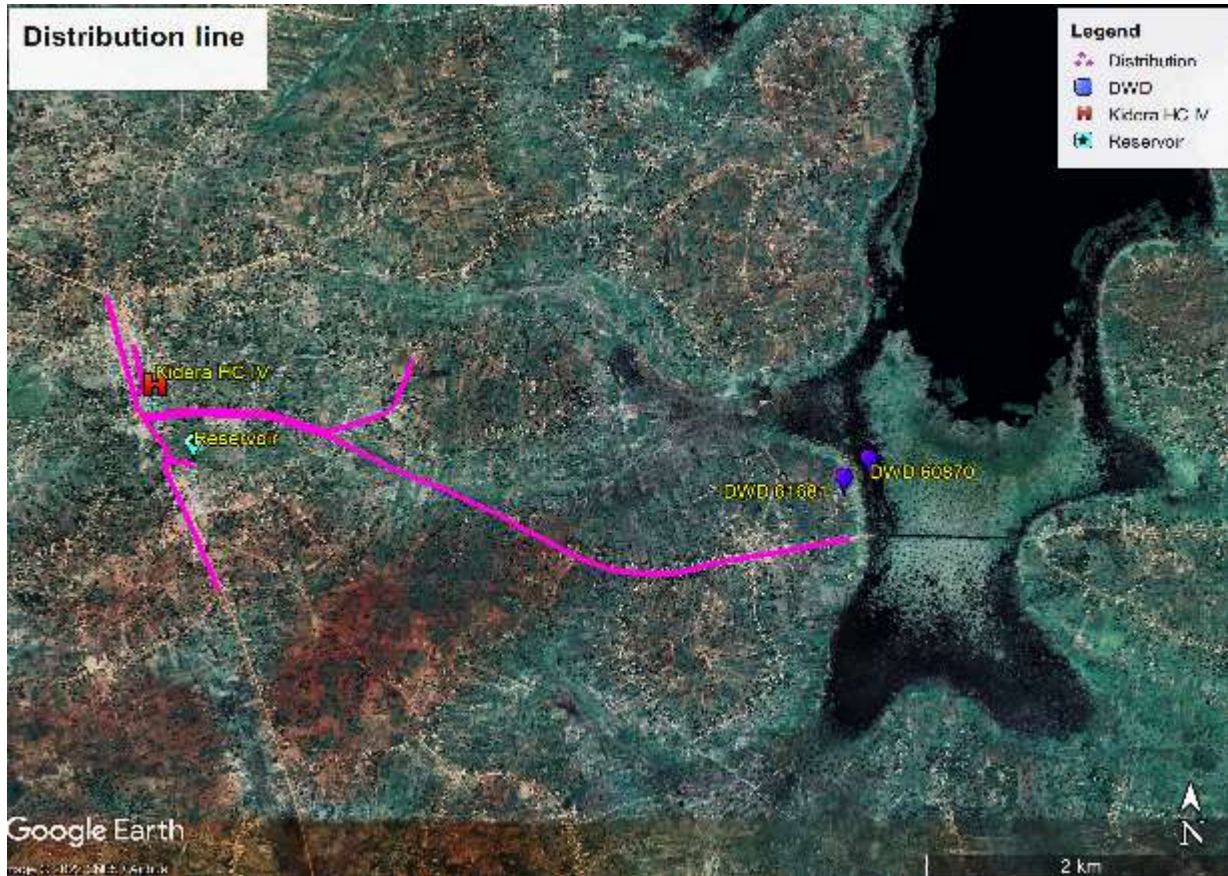 Distribution line
Legend
Distribution
DWD
Kidera HC IV
Reservoir
Kidera HC IV
Reservoir
DWD 61681
DWD 60870
Google Earth
N
2 km